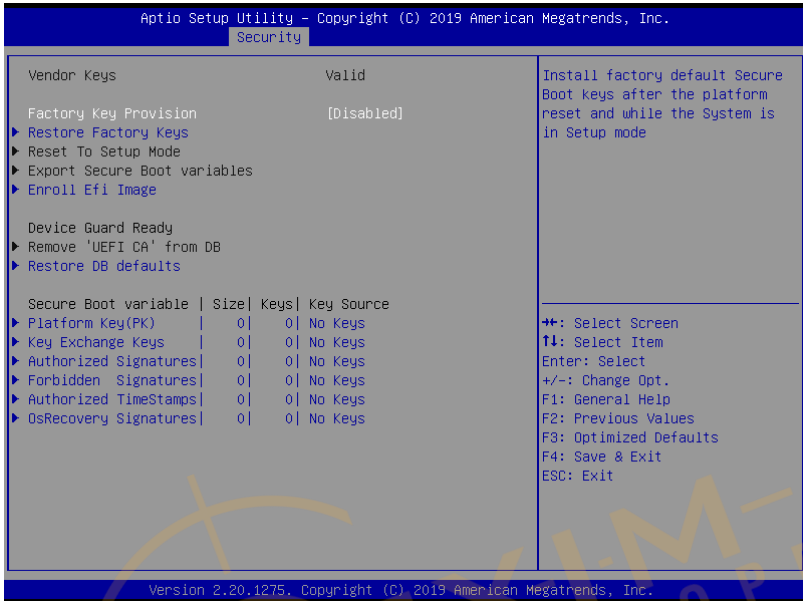 Aptio Setup Utility – Copyright (C) 2019 American Megatrends, Inc.
Security
Vendor Keys Valid
Factory Key Provision [Disabled]
Restore Factory Keys
Reset To Setup Mode
Export Secure Boot variables
Enroll Efi Image
Device Guard Ready
Remove 'UEFI CA' from DB
Restore DB defaults
Secure Boot variable | Size| Keys| Key Source
Platform Key(PK) | 0| 0| No Keys
Key Exchange Keys | 0| 0| No Keys
Authorized Signatures| 0| 0| No Keys
Forbidden Signatures| 0| 0| No Keys
Authorized TimeStamps| 0| 0| No Keys
OsRecovery Signatures| 0| 0| No Keys
Install factory default Secure
Boot keys after the platform
reset and while the System is
in Setup mode
→←: Select Screen
↑↓: Select Item
Enter: Select
+/-: Change Opt.
F1: General Help
F2: Previous Values
F3: Optimized Defaults
F4: Save & Exit
ESC: Exit
Version 2.20.1275. Copyright (C) 2019 American Megatrends, Inc.